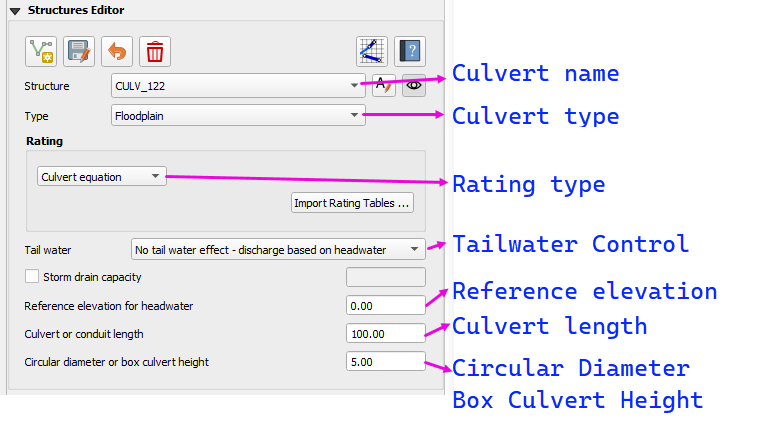 Structures Editor
?
Structure CULV_122 A Culvert name
Type Floodplain Culvert type
Rating
Culvert equation Rating type
Import Rating Tables ...
Tail water No tail water effect - discharge based on headwater Tailwater Control
Storm drain capacity
Reference elevation for headwater 0.00 Reference elevation
Culvert or conduit length 100.00 Culvert length
Circular diameter or box culvert height 5.00 Circular Diameter
Box Culvert Height